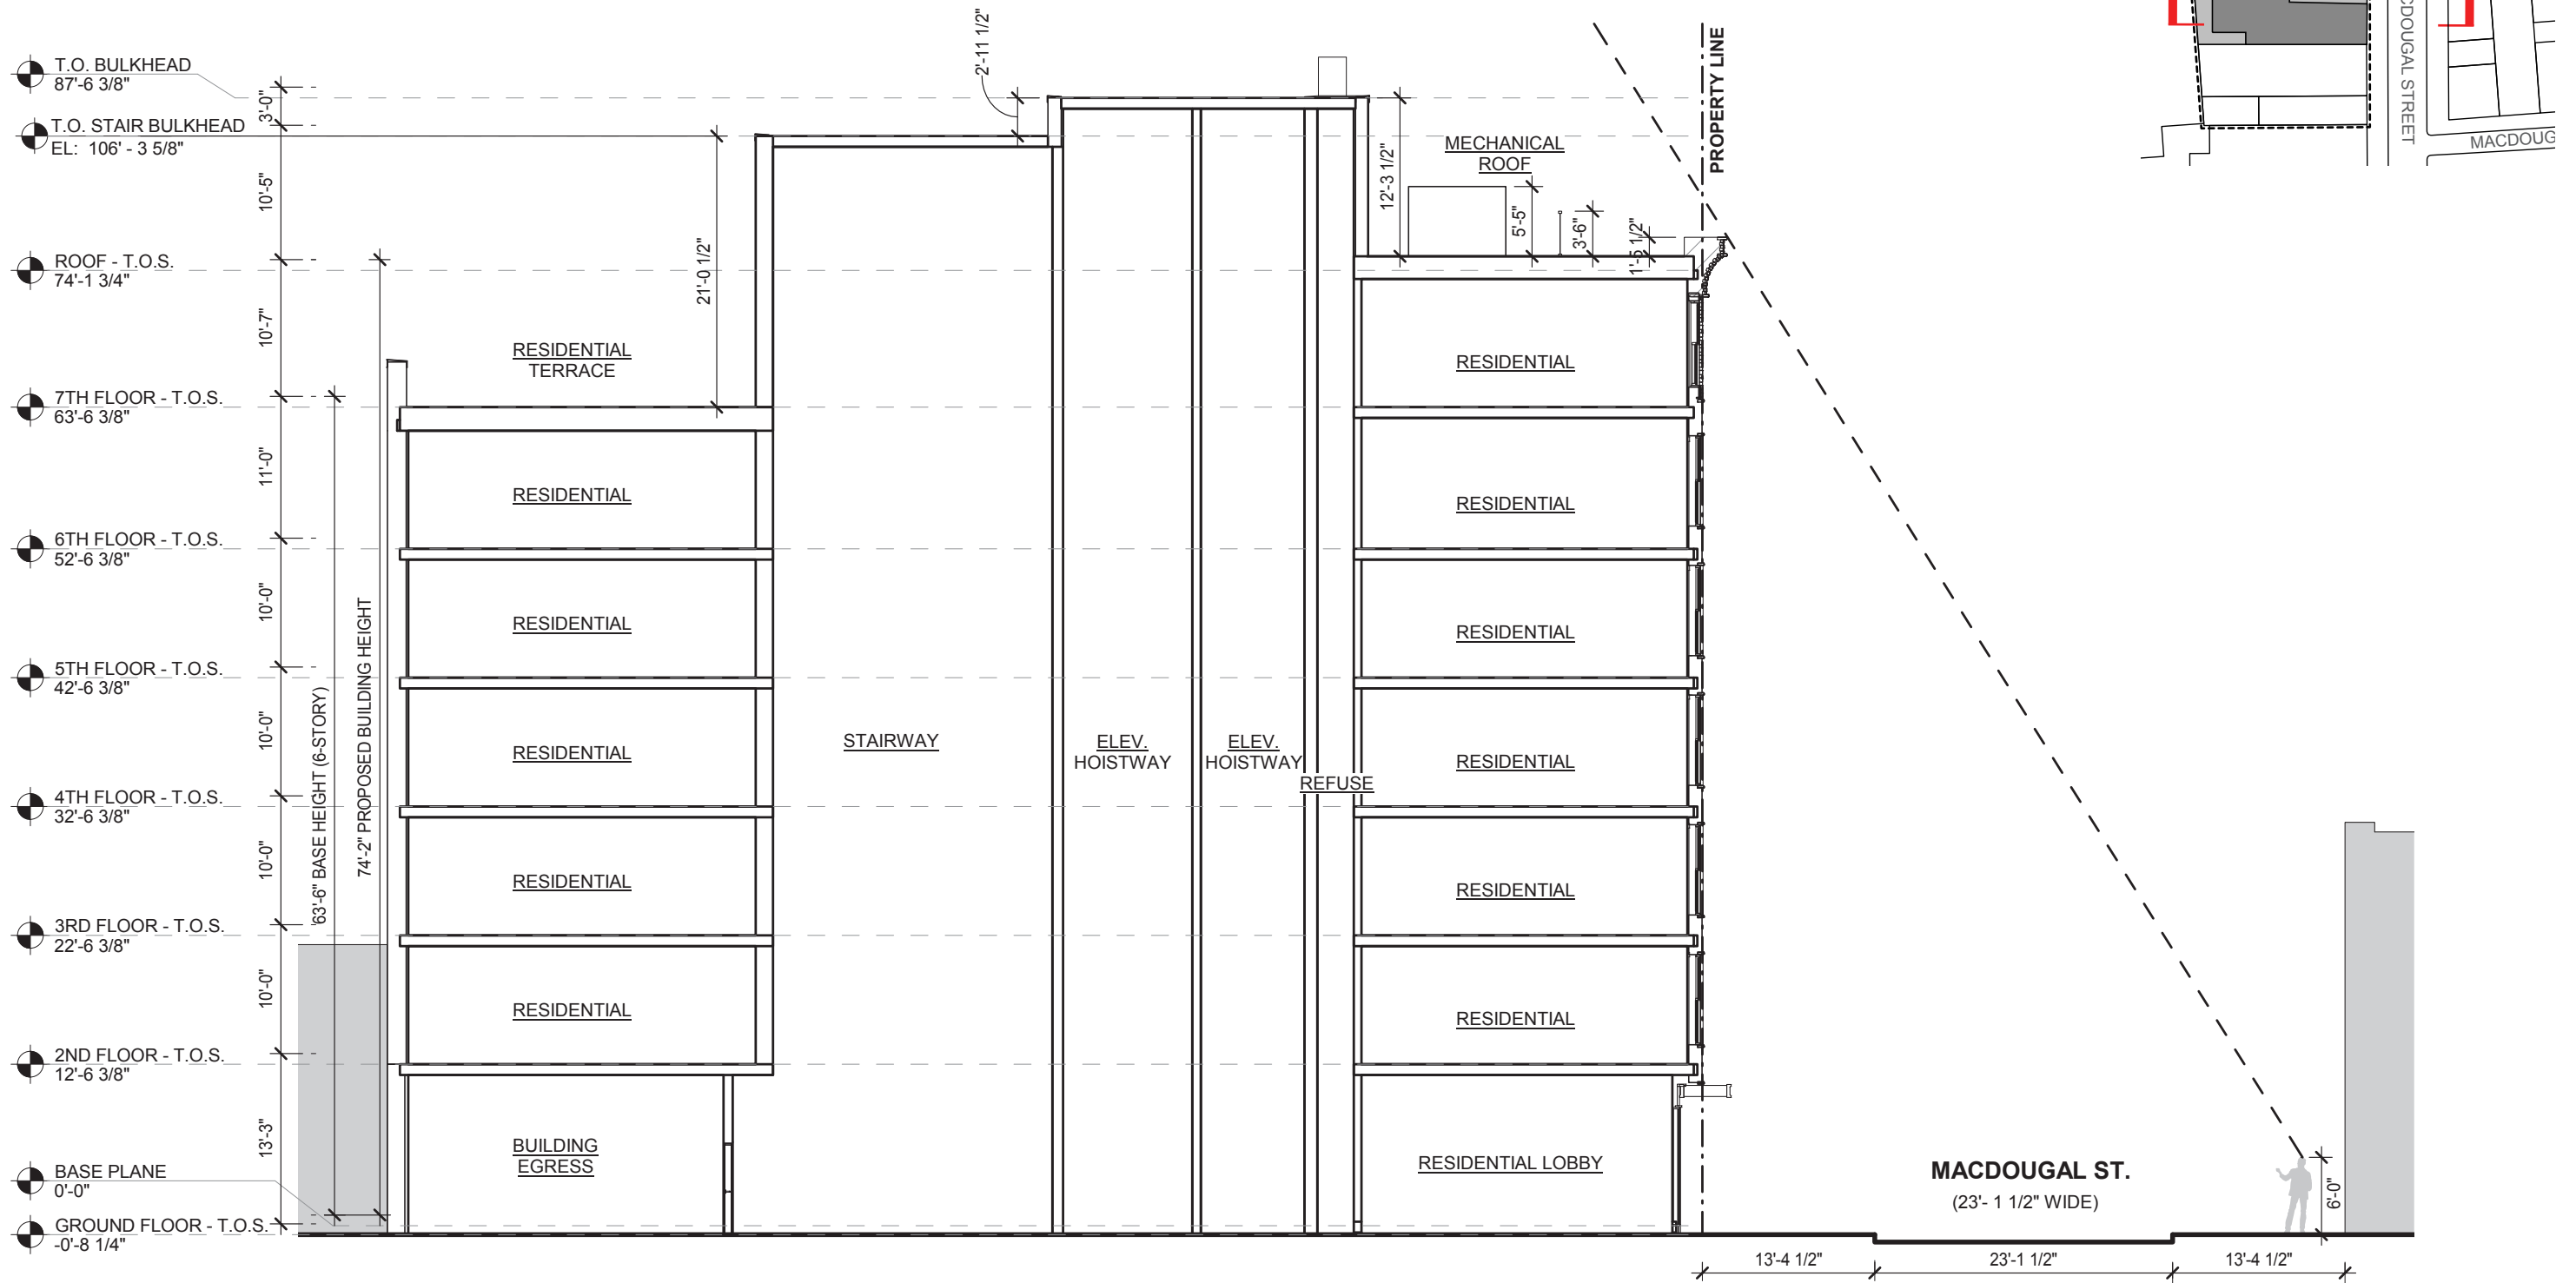 T.O. BULKHEAD
87'-6 3/8"
T.O. STAIR BULKHEAD
EL: 106' - 3 5/8"
ROOF - T.O.S.
74'-1 3/4"
7TH FLOOR - T.O.S.
63'-6 3/8"
6TH FLOOR - T.O.S.
52'-6 3/8"
5TH FLOOR - T.O.S.
42'-6 3/8"
4TH FLOOR - T.O.S.
32'-6 3/8"
3RD FLOOR - T.O.S.
22'-6 3/8"
2ND FLOOR - T.O.S.
12'-6 3/8"
BASE PLANE
0'-0"
GROUND FLOOR - T.O.S.
-0'-8 1/4"
3'-0"
10'-5"
10'-7"
11'-0"
10'-0"
10'-0"
10'-0"
10'-0"
13'-3"
63'-6" BASE HEIGHT (6-STORY)
74'-2" PROPOSED BUILDING HEIGHT
RESIDENTIAL
TERRACE
RESIDENTIAL
RESIDENTIAL
RESIDENTIAL
RESIDENTIAL
RESIDENTIAL
BUILDING
EGRESS
21'-0 1/2"
STAIRWAY
2'-11 1/2"
ELEV.
HOISTWAY
ELEV.
HOISTWAY
REFUSE
12'-3 1/2"
MECHANICAL
ROOF
5'-5"
3'-6"
1'-5 1/2"
RESIDENTIAL
RESIDENTIAL
RESIDENTIAL
RESIDENTIAL
RESIDENTIAL
RESIDENTIAL
RESIDENTIAL LOBBY
PROPERTY LINE
MACDOUGAL ST.
(23'- 1 1/2" WIDE)
6'-0"
13'-4 1/2"
23'-1 1/2"
13'-4 1/2"
CDOUGAL STREET
MACDOUG